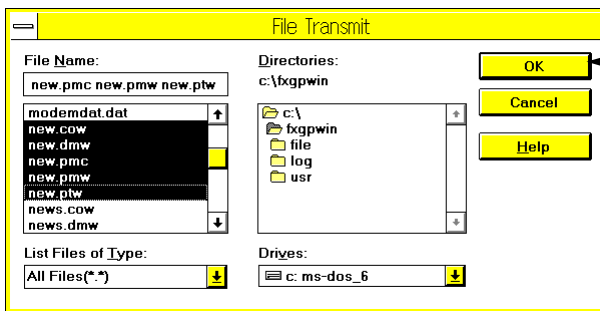 File Transmit
File Name:
new.pmc new.pmw new.ptw
modemdat.dat
new.cow
new.dmw
new.pmc
new.pmw
new.ptw
news.cow
news.dmw
List Files of Type:
All Files(*.*)
Directories:
c:\fxgpwin
c:\
fxgpwin
file
log
usr
Drives:
c: ms-dos_6
OK
Cancel
Help